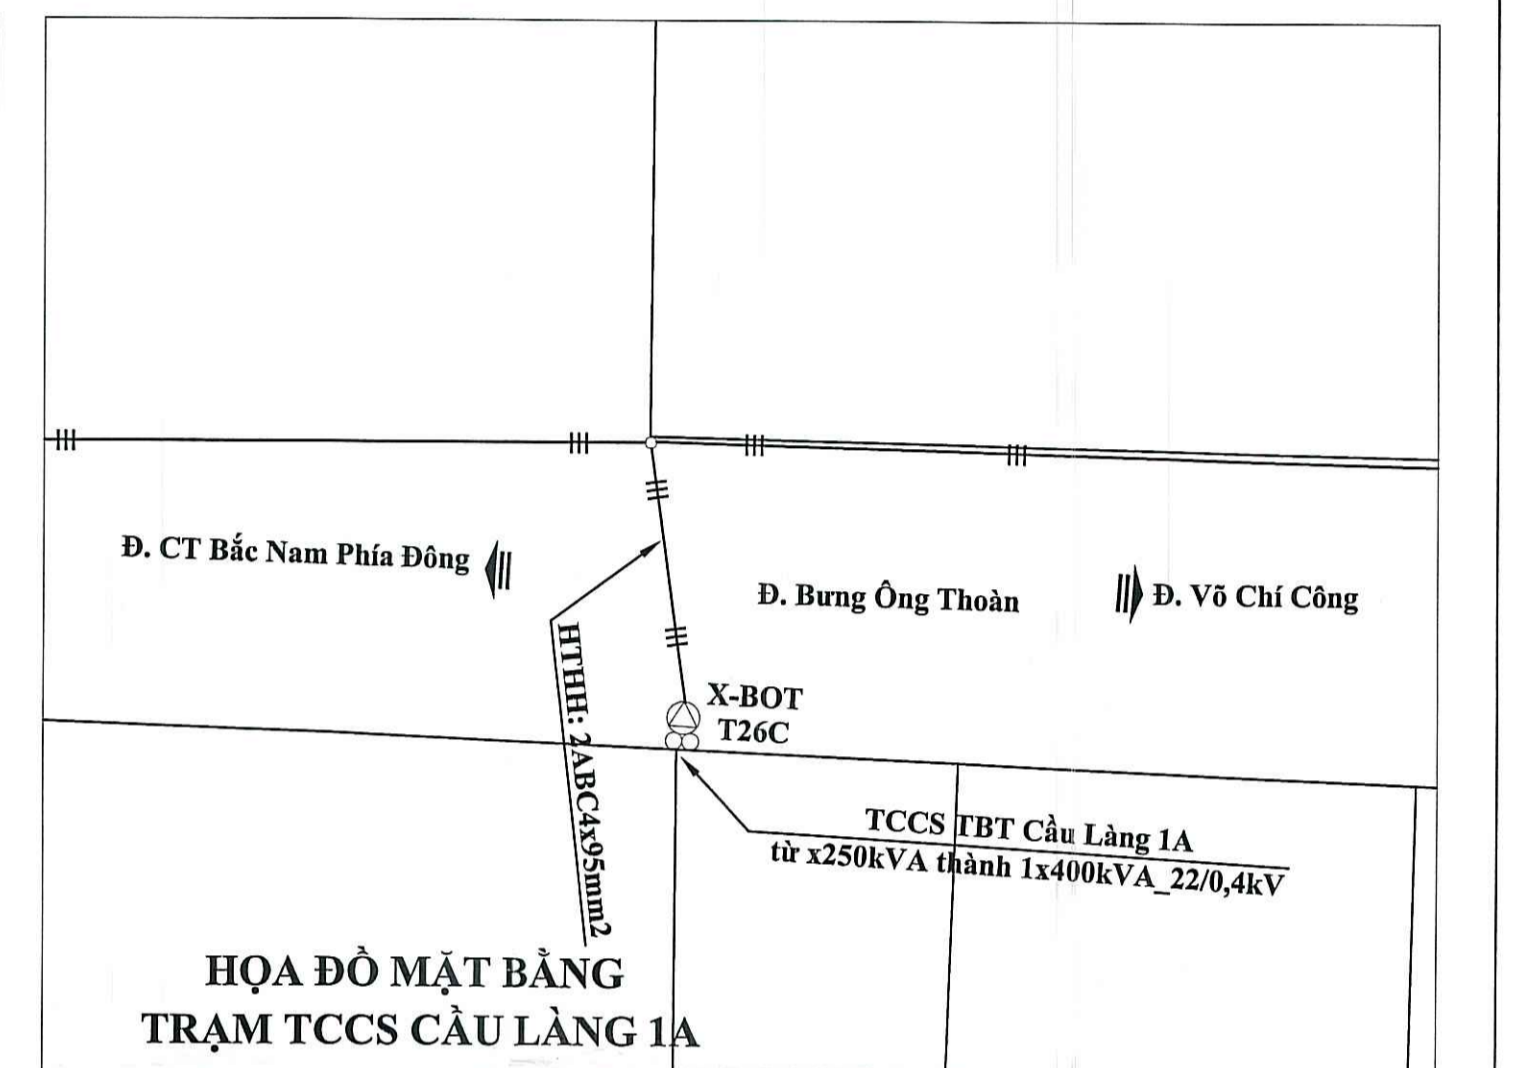 Đ. CT Bắc Nam Phía Đông
Đ. Bưng Ông Thoàn
Đ. Võ Chí Công
HTHH: 2ABC4x95mm2
X-BOT
T26C
TCCS TBT Cầu Làng 1A
từ x250kVA thành 1x400kVA_22/0,4kV
HỌA ĐỒ MẶT BẰNG
TRẠM TCCS CẦU LÀNG 1A